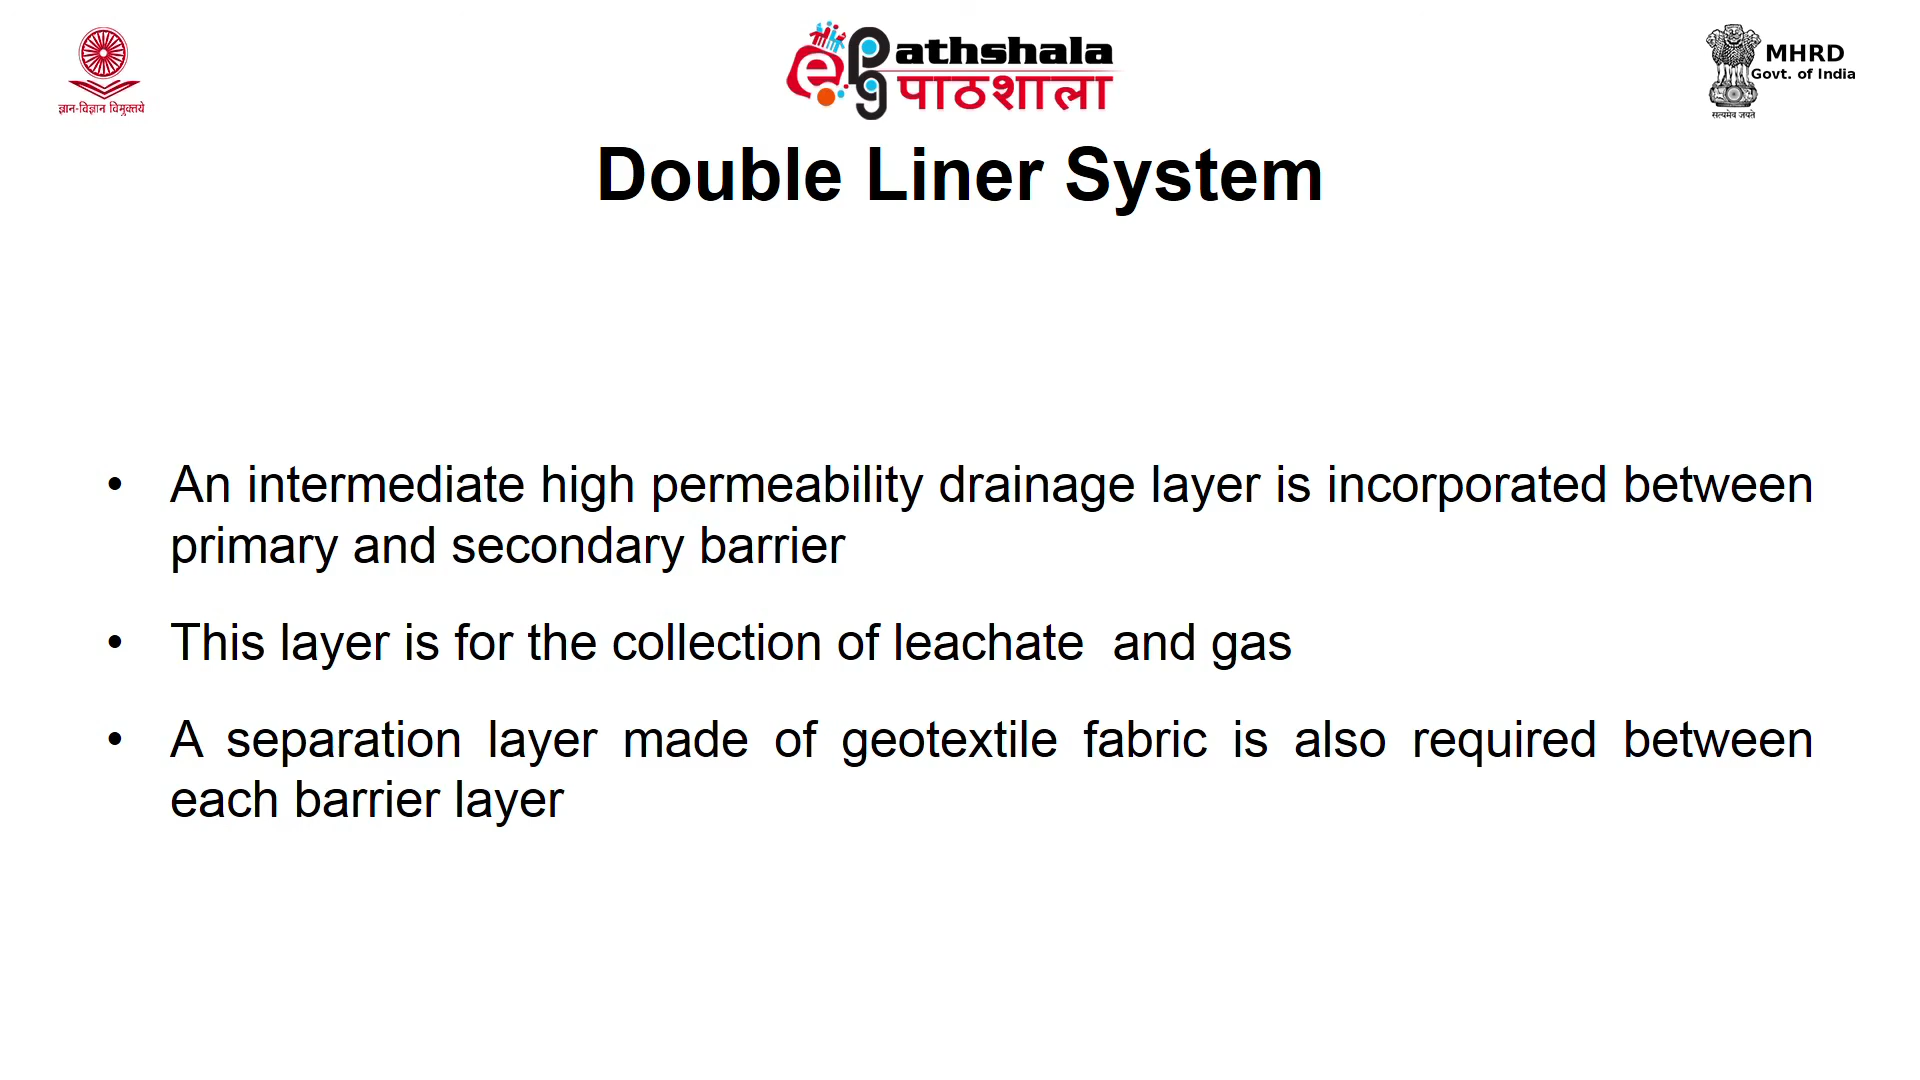 ज्ञान-विज्ञान विमुक्तये
ePG Pathshala
पाठशाला
MHRD
Govt. of India
सत्यमेव जयते
Double Liner System
• An intermediate high permeability drainage layer is incorporated between
primary and secondary barrier
• This layer is for the collection of leachate and gas
• A separation layer made of geotextile fabric is also required between
each barrier layer